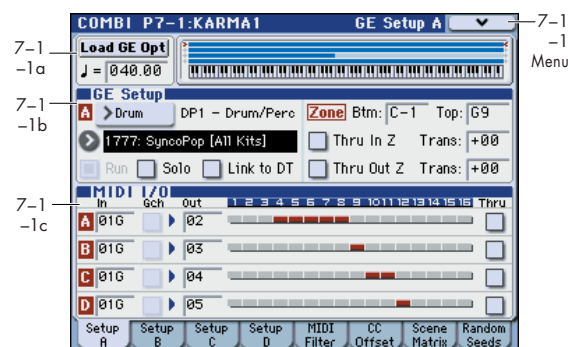 COMBI P7-1:KARMA1 GE Setup A
7–1
–1
Menu
7–1
–1a
Load GE Opt
♩ = 040.00
7–1
–1b
GE Setup
A >Drum DP1 - Drum/Perc Zone Btm: C-1 Top: G9
1777: SyncoPop [All Kits] Thru In Z Trans: +00
Run Solo Link to DT Thru Out Z Trans: +00
7–1
–1c
MIDI I/O
In Gch Out 1 2 3 4 5 6 7 8 9 10 11 12 13 14 15 16 Thru
A 01G 02
B 01G 03
C 01G 04
D 01G 05
Setup A Setup B Setup C Setup D MIDI Filter CC Offset Scene Matrix Random Seeds